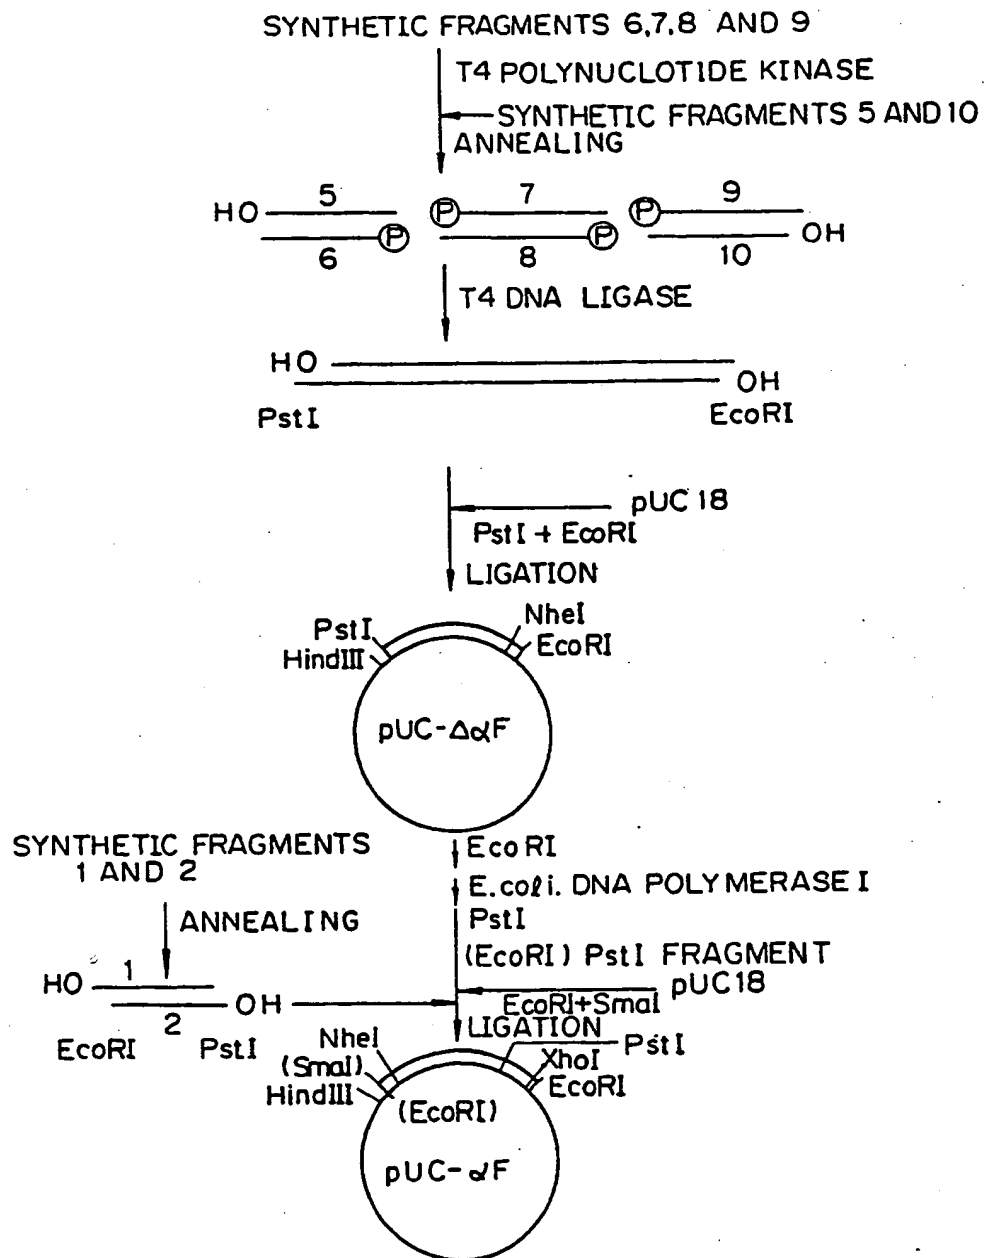 SYNTHETIC FRAGMENTS 6,7,8 AND 9
T4 POLYNUCLOTIDE KINASE
SYNTHETIC FRAGMENTS 5 AND 10
ANNEALING
5 7 9
HO P P
P P OH
6 8 10
T4 DNA LIGASE
HO
OH
PstI EcoRI
pUC 18
PstI + EcoRI
LIGATION
NheI
PstI EcoRI
HindIII
pUC-ΔαF
SYNTHETIC FRAGMENTS
1 AND 2
EcoRI
E.coli. DNA POLYMERASE I
ANNEALING
PstI
(EcoRI) PstI FRAGMENT
HO 1
pUC18
EcoRI+SmaI
2 OH
LIGATION
EcoRI PstI
NheI PstI
(SmaI) XhoI
HindIII EcoRI
(EcoRI)
pUC-αF